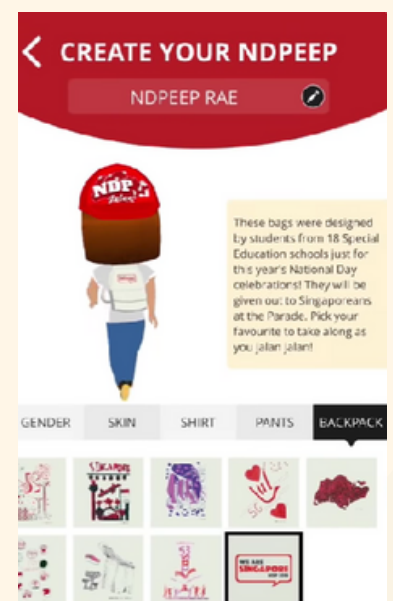 CREATE YOUR NDPEEP
NDPEEP RAE
NDP
These bags were designed
by students from 18 Special
Education schools just for
this year's National Day
celebrations! They will be
given out to Singaporeans
at the Parade. Pick your
favourite to take along as
you jalan jalan!
GENDER SKIN SHIRT PANTS BACKPACK
WE ARE
SINGAPORE